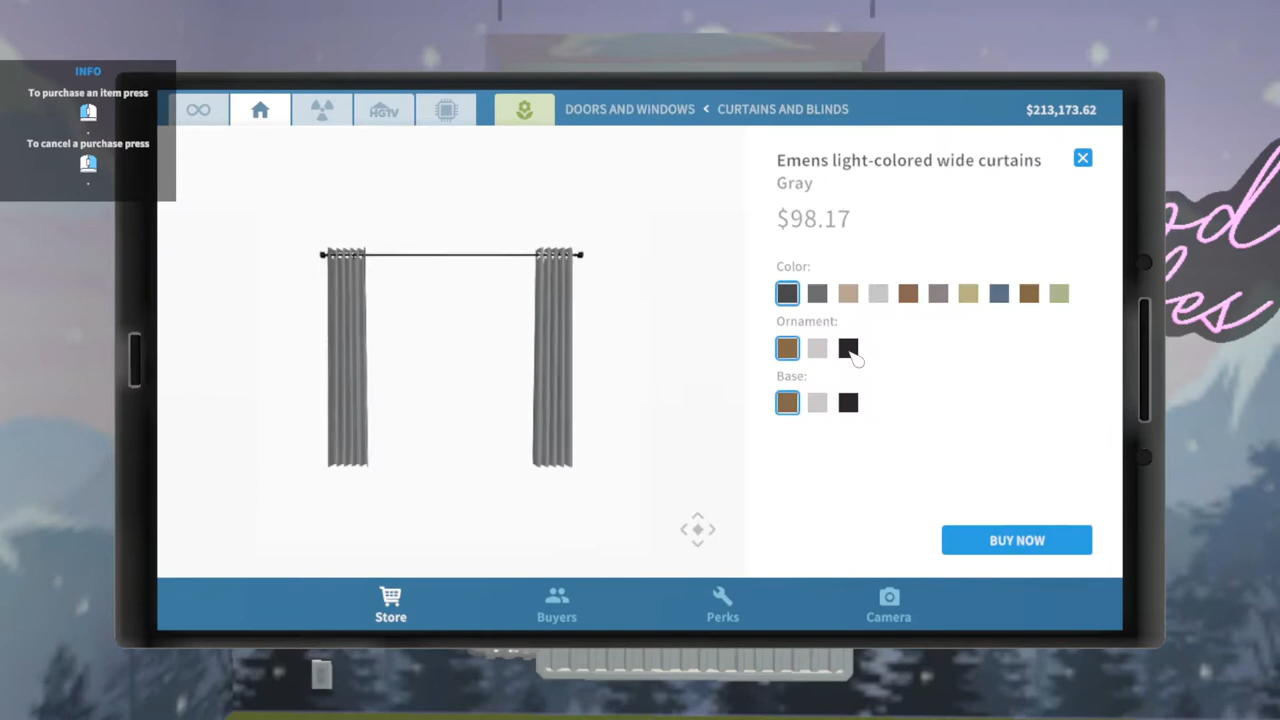 INFO
To purchase an item press
.
To cancel a purchase press
.
HGTV
DOORS AND WINDOWS < CURTAINS AND BLINDS
$213,173.62
Emens light-colored wide curtains
Gray
$98.17
Color:
Ornament:
Base:
BUY NOW
Store
Buyers
Perks
Camera